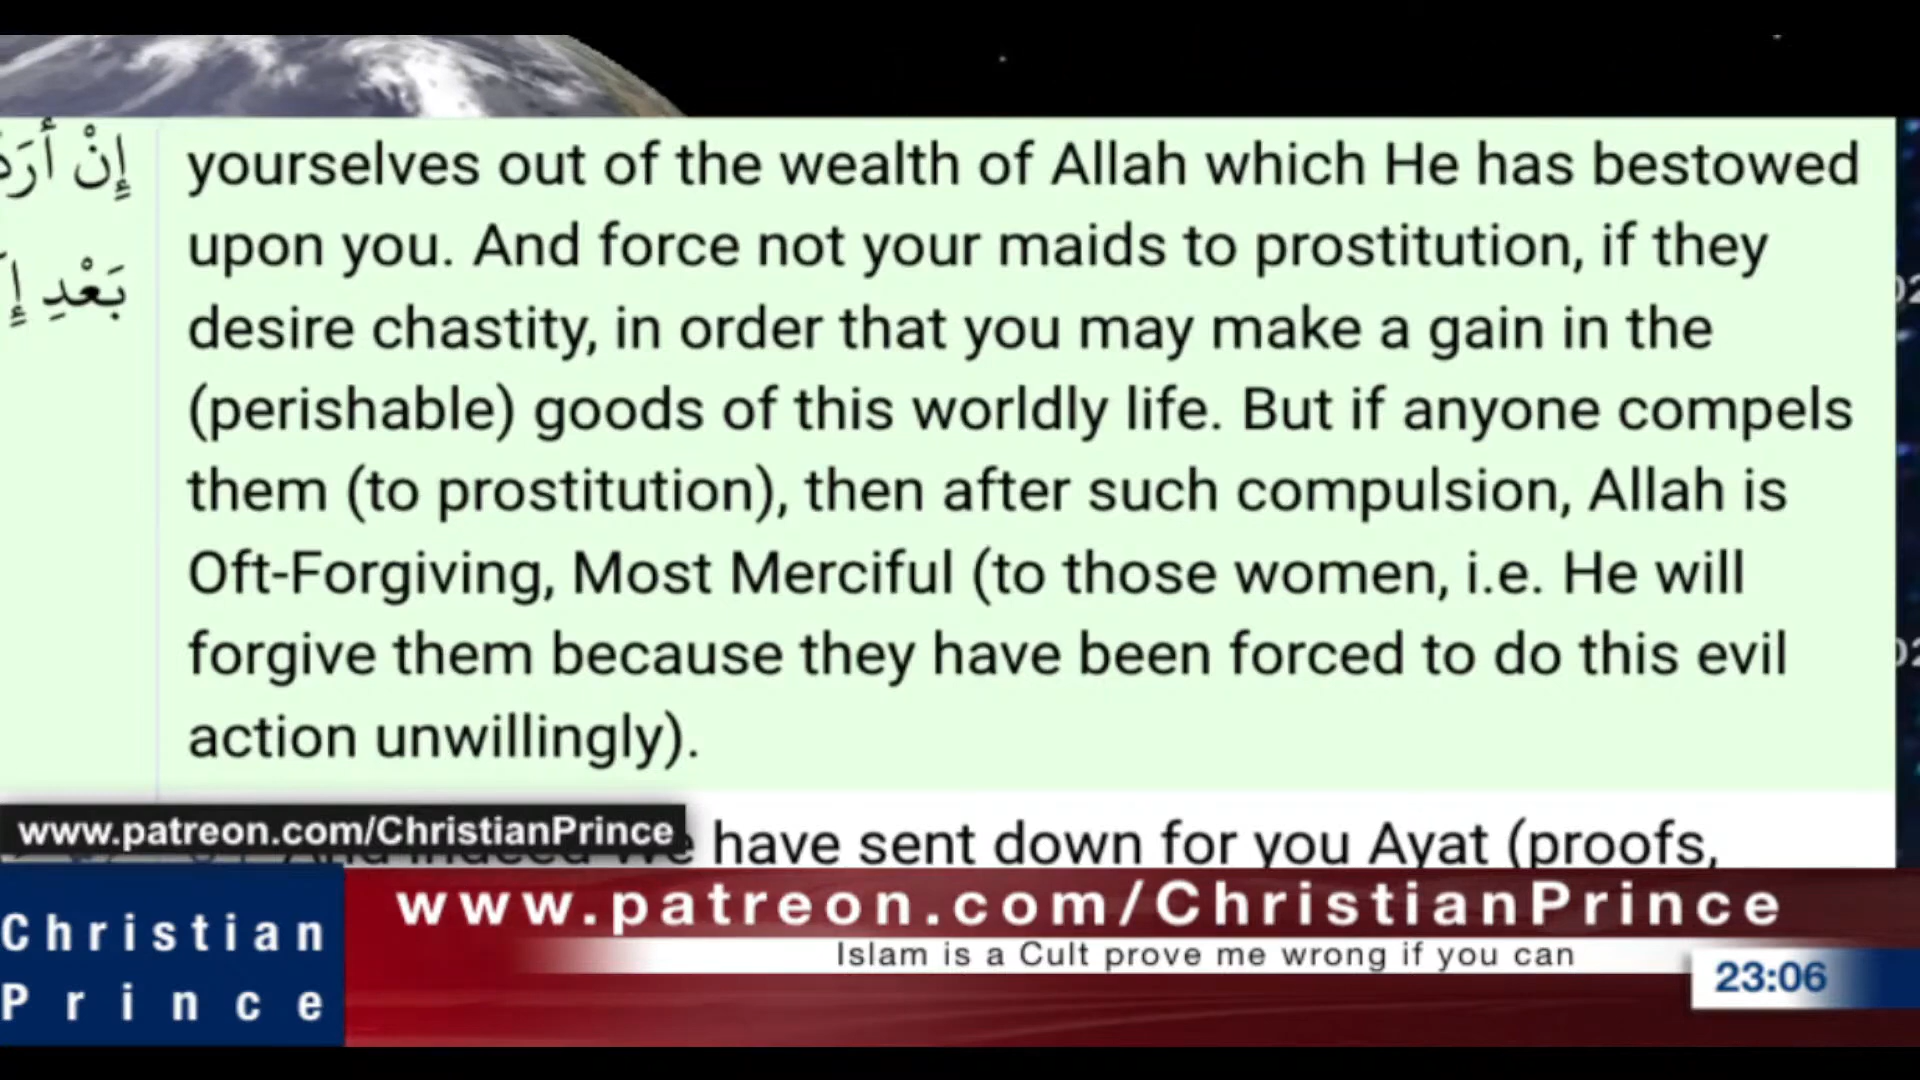 إِنْ
بَعْدِ
yourselves out of the wealth of Allah which He has bestowed
upon you. And force not your maids to prostitution, if they
desire chastity, in order that you may make a gain in the
(perishable) goods of this worldly life. But if anyone compels
them (to prostitution), then after such compulsion, Allah is
Oft-Forgiving, Most Merciful (to those women, i.e. He will
forgive them because they have been forced to do this evil
action unwillingly).
have sent down for you Ayat (proofs,
www.patreon.com/ChristianPrince
www.patreon.com/ChristianPrince
Christian
Prince
Islam is a Cult prove me wrong if you can
23:06